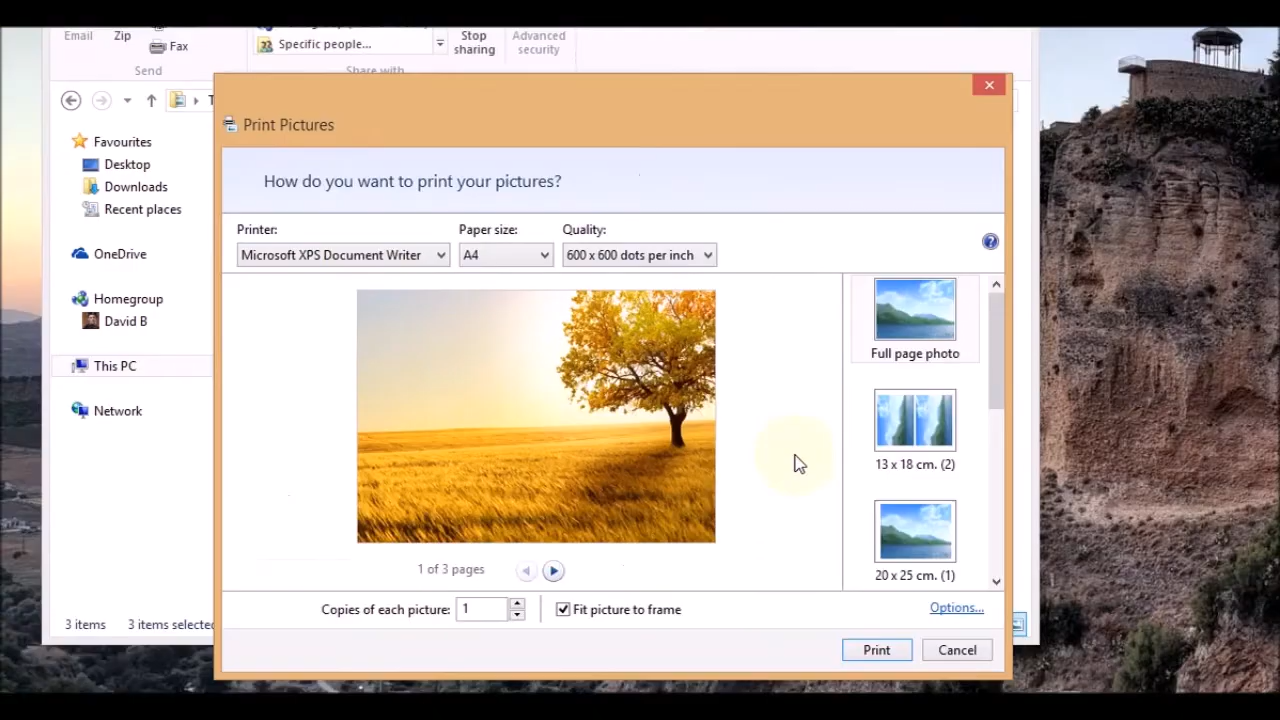 Email
Zip
Fax
Send
Specific people...
Stop
sharing
Advanced
security
Share with
T
Print Pictures
How do you want to print your pictures?
Printer:
Paper size:
Quality:
Microsoft XPS Document Writer
A4
600 x 600 dots per inch
Favourites
Desktop
Downloads
Recent places
OneDrive
Homegroup
David B
This PC
Network
Full page photo
13 x 18 cm. (2)
20 x 25 cm. (1)
1 of 3 pages
Copies of each picture:
1
Fit picture to frame
Options...
3 items
3 items selected
Print
Cancel